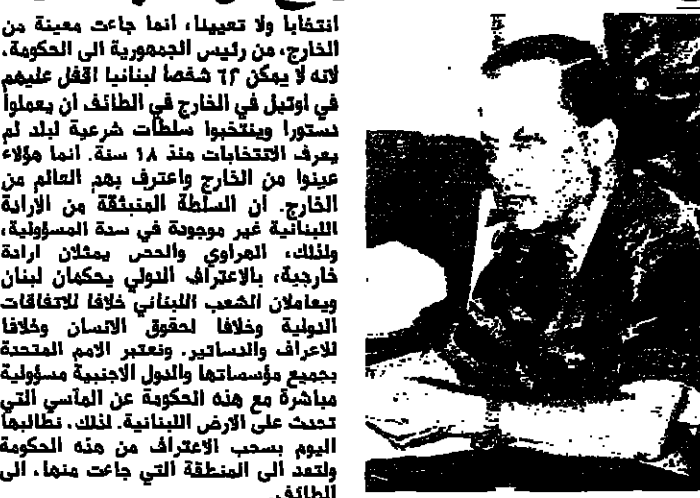 انتخابا ولا تعيينا، انما جاءت معينة من
الخارج، من رئيس الجمهورية الى الحكومة،
لانه لا يمكن ٦٢ شخصا لبنانيا اقفل عليهم
في اوتيل في الخارج في الطائف أن يعملوا
دستورا وينتخبوا سلطات شرعية لبلد لم
يعرف الانتخابات منذ ١٨ سنة. انما هؤلاء
عينوا من الخارج واعترف بهم العالم من
الخارج. ان السلطة المنبثقة من الارادة
اللبنانية غير موجودة في سدة المسؤولية،
ولذلك، الهراوي والحص يمثلان ارادة
خارجية، بالاعتراف الدولي يحكمان لبنان
ويعاملان الشعب اللبناني خلافا للاتفاقات
الدولية وخلافا لحقوق الانسان وخلافا
للاعراف والدساتير. ونعتبر الامم المتحدة
بجميع مؤسساتها والدول الاجنبية مسؤولية
مباشرة مع هذه الحكومة عن المآسي التي
تحدث على الارض اللبنانية. لذلك، نطالبها
اليوم بسحب الاعتراف من هذه الحكومة
ولتعد الى المنطقة التي جاءت منها، الى
الطائف.